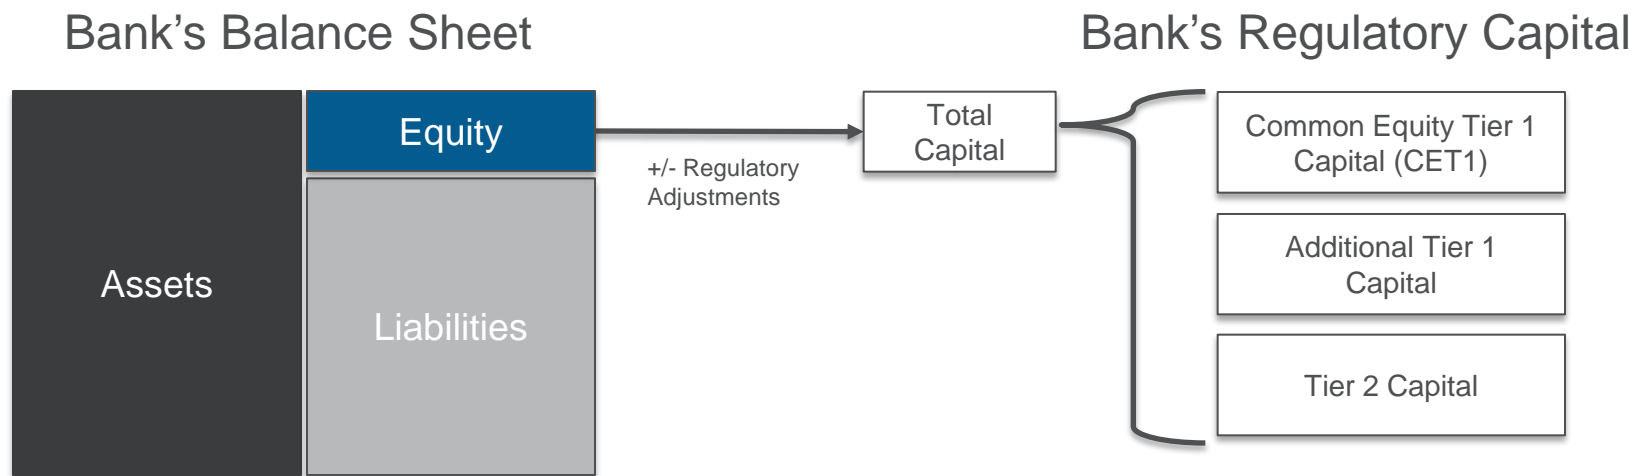 Bank’s Balance Sheet
Bank’s Regulatory Capital
Assets
Equity
Liabilities
+/- Regulatory
Adjustments
Total
Capital
Common Equity Tier 1
Capital (CET1)
Additional Tier 1
Capital
Tier 2 Capital